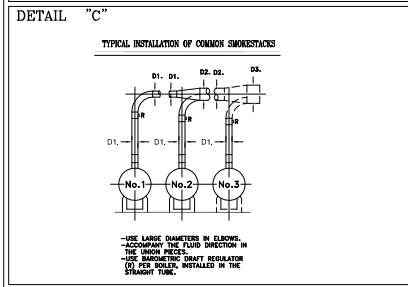 DETAIL "C"
TYPICAL INSTALLATION OF COMMON SMOKESTACKS
D1. D1. D2. D2. D3.
R R R
D1. D1. D1.
No.1 No.2 No.3
-USE LARGE DIAMETERS IN ELBOWS.
-ACCOMPANY THE FLUID DIRECTION IN
THE UNION PIECES.
-USE BAROMETRIC DRAFT REGULATOR
(R) PER BOILER, INSTALLED IN THE
STRAIGHT TUBE.